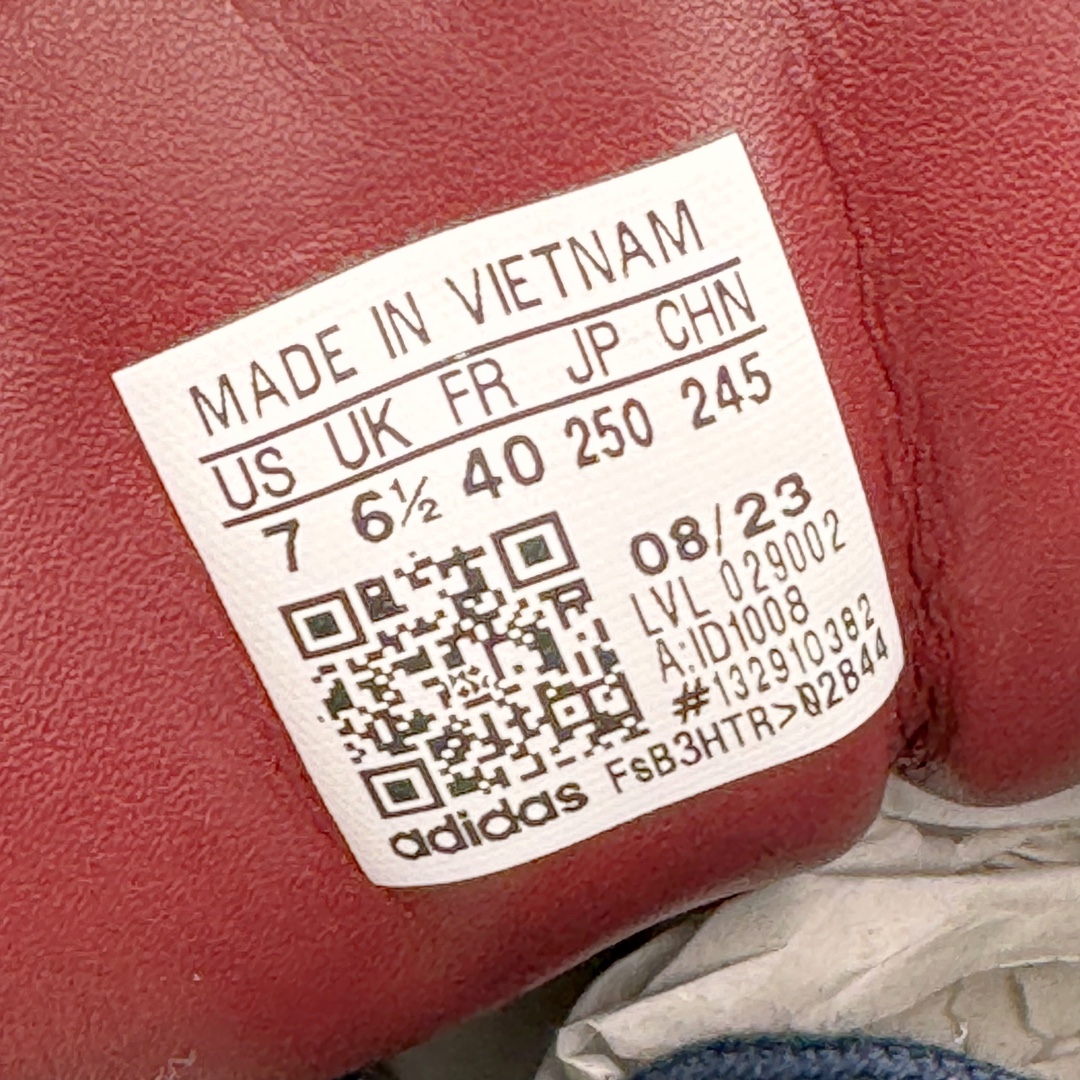 MADE IN VIETNAM
US UK FR JP CHN
7 6½ 40 250 245
08/23
LVL 029002
A:ID1008
#132910382
FsB3HTR>02844
adidas